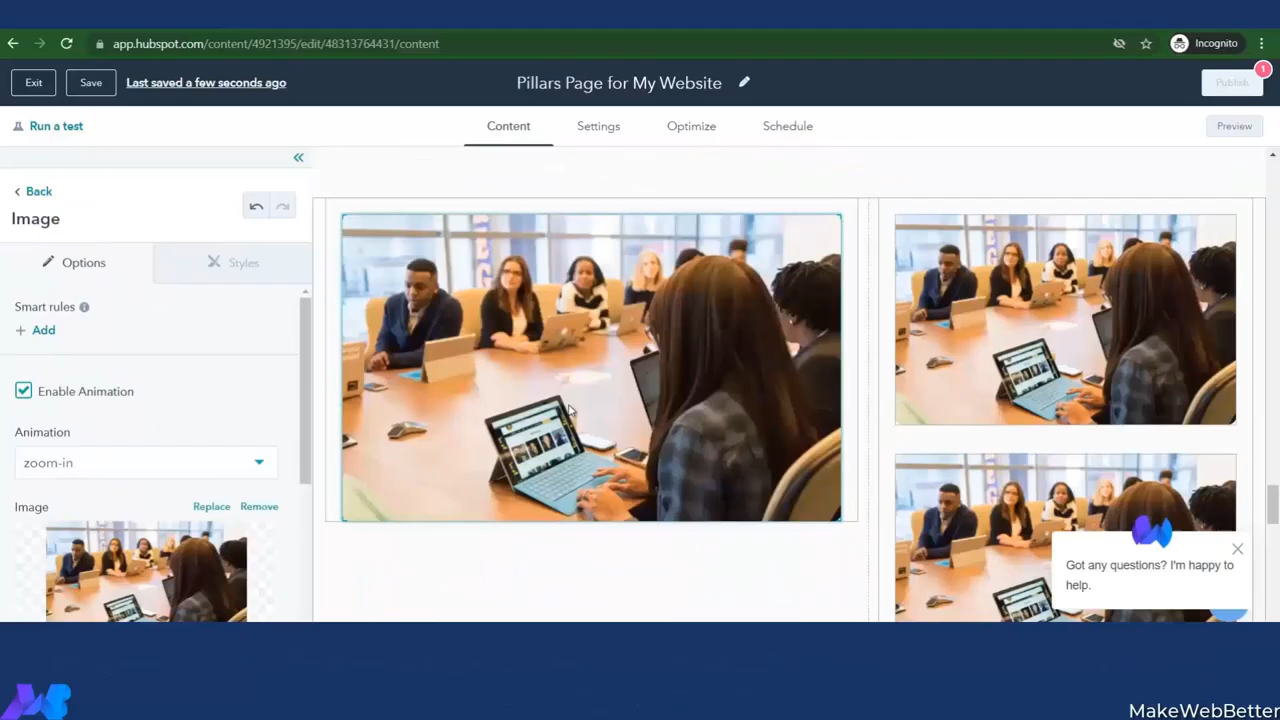 app.hubspot.com/content/4921395/edit/48313764431/content
Incognito
Exit
Save
Last saved a few seconds ago
Pillars Page for My Website
Publish
1
Run a test
Content
Settings
Optimize
Schedule
Preview
Back
Image
Options
Styles
Smart rules
Add
Enable Animation
Animation
zoom-in
Image
Replace
Remove
Got any questions? I'm happy to
help.
MakeWebBetter